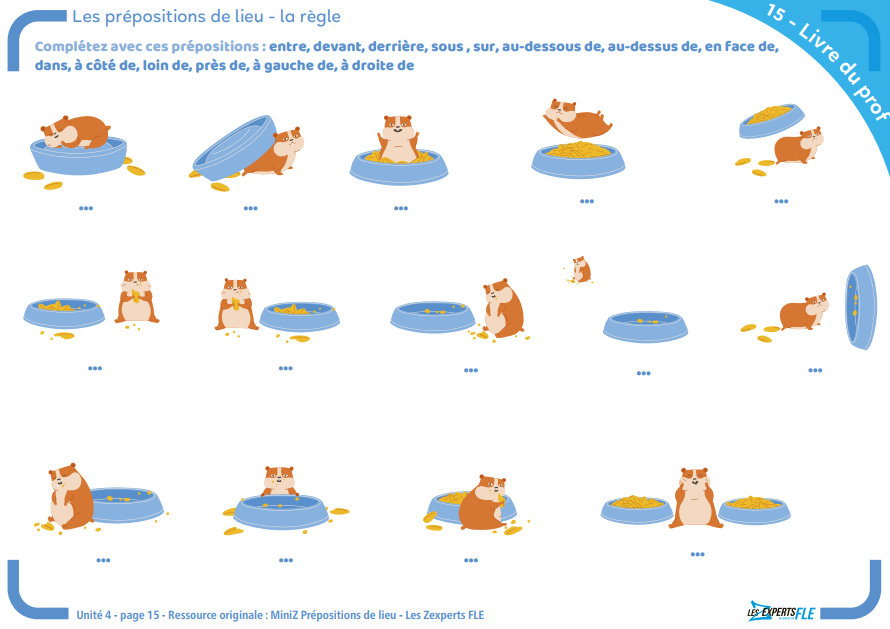 Les prépositions de lieu - la règle
15 - Livre du prof
Complétez avec ces prépositions : entre, devant, derrière, sous , sur, au-dessous de, au-dessus de, en face de,
dans, à côté de, loin de, près de, à gauche de, à droite de
...
...
...
...
...
...
...
...
...
...
...
...
...
...
Unité 4 - page 15 - Ressource originale : MiniZ Prépositions de lieu - Les Zexperts FLE
LES ZEXPERTS FLE